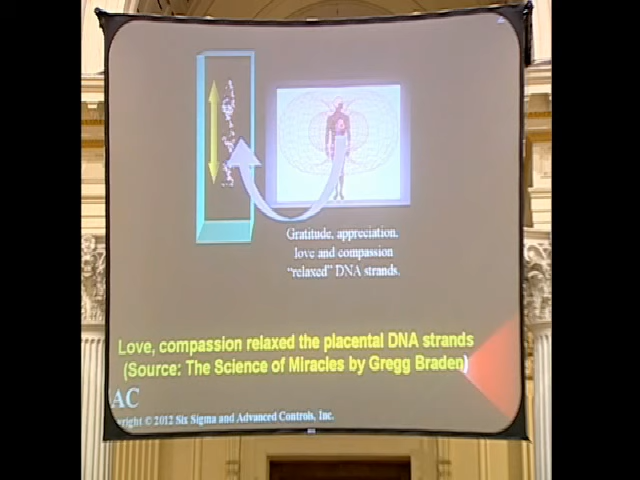 Gratitude, appreciation,
love and compassion
“relaxed” DNA strands.
Love, compassion relaxed the placental DNA strands
(Source: The Science of Miracles by Gregg Braden)
AC
right © 2012 Six Sigma and Advanced Controls, Inc.